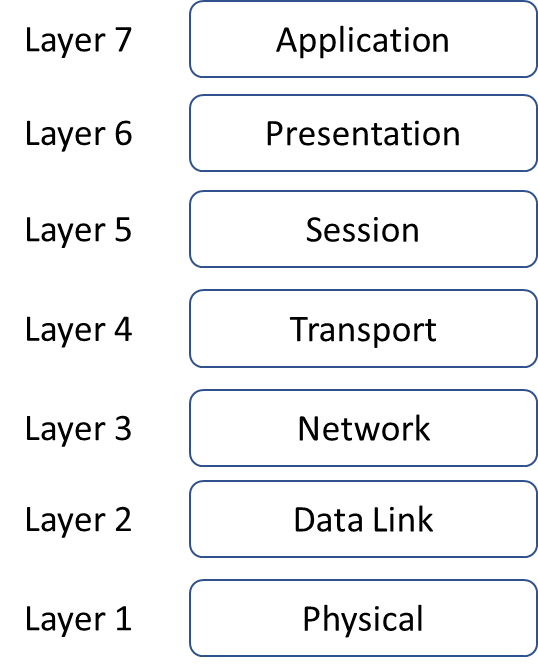 Layer 7 Application
Layer 6 Presentation
Layer 5 Session
Layer 4 Transport
Layer 3 Network
Layer 2 Data Link
Layer 1 Physical